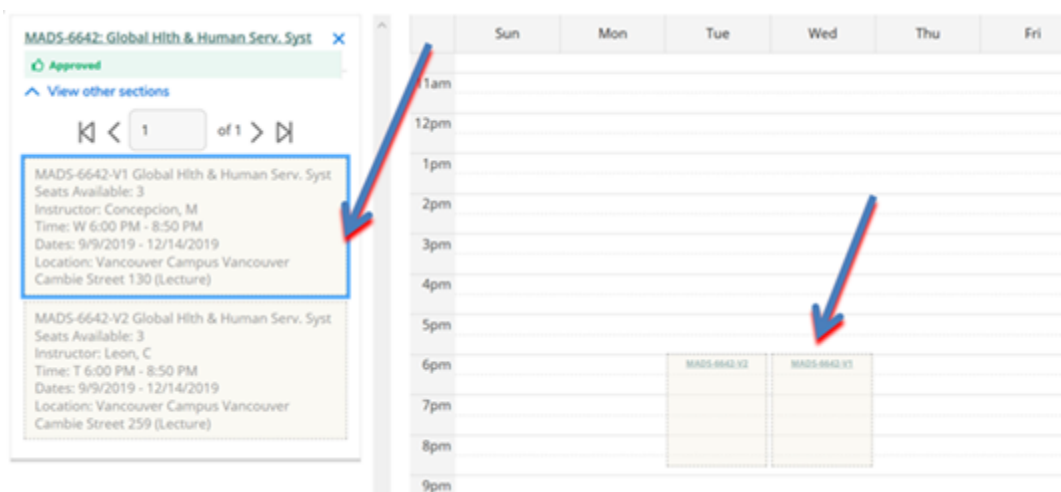 MADS-6642: Global Hlth & Human Serv. Syst
Approved
View other sections
1 of 1
MADS-6642-V1 Global Hlth & Human Serv. Syst
Seats Available: 3
Instructor: Concepcion, M
Time: W 6:00 PM - 8:50 PM
Dates: 9/9/2019 - 12/14/2019
Location: Vancouver Campus Vancouver
Cambie Street 130 (Lecture)
MADS-6642-V2 Global Hlth & Human Serv. Syst
Seats Available: 3
Instructor: Leon, C
Time: T 6:00 PM - 8:50 PM
Dates: 9/9/2019 - 12/14/2019
Location: Vancouver Campus Vancouver
Cambie Street 259 (Lecture)
Sun Mon Tue Wed Thu Fri
11am
12pm
1pm
2pm
3pm
4pm
5pm
6pm MADS-6642-V2 MADS-6642-V1
7pm
8pm
9pm